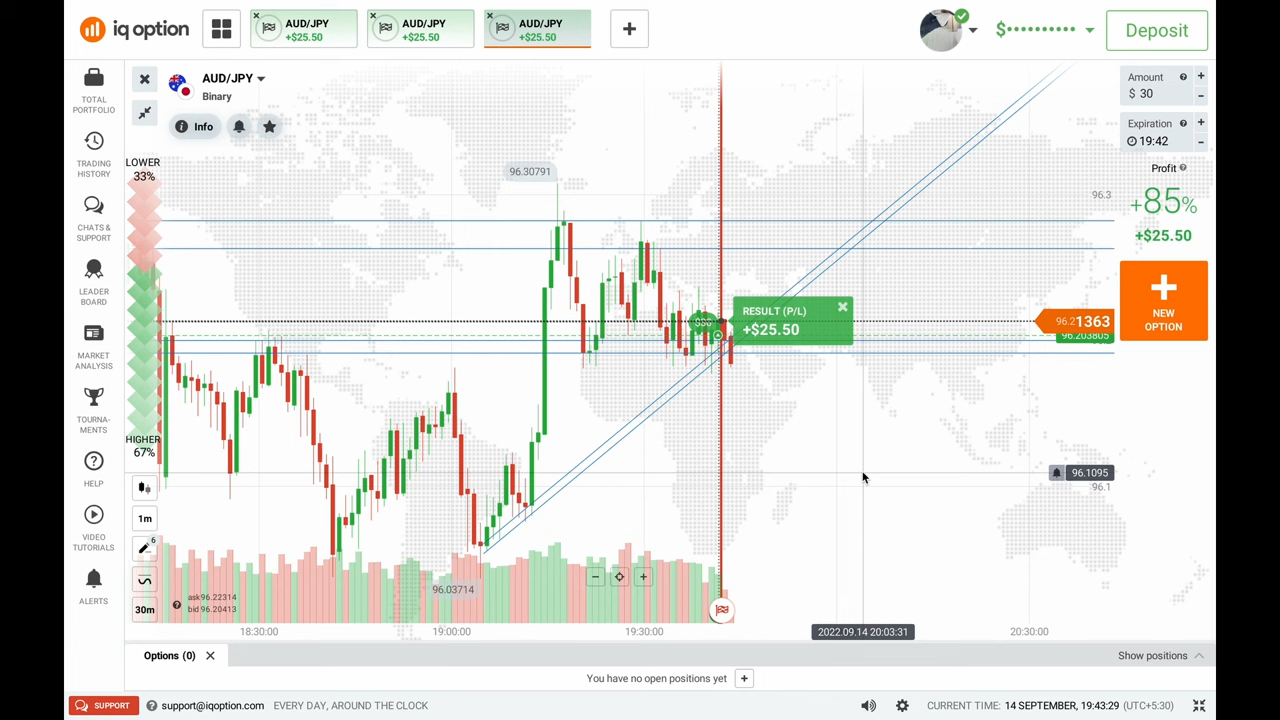 iq option
AUD/JPY
+$25.50
AUD/JPY
+$25.50
AUD/JPY
+$25.50
Deposit
TOTAL
PORTFOLIO
TRADING
HISTORY
CHATS &
SUPPORT
LEADER
BOARD
MARKET
ANALYSIS
TOURNA-
MENTS
HELP
VIDEO
TUTORIALS
ALERTS
AUD/JPY
Binary
Info
LOWER
33%
HIGHER
67%
1m
6
30m
ask96.22314
bid 96.20413
96.30791
96.03714
$30
RESULT (P/L)
+$25.50
96.3
96.21363
96.203805
96.1095
96.1
Amount
$ 30
Expiration
19:42
Profit
+85%
+$25.50
NEW
OPTION
18:30:00
19:00:00
19:30:00
2022.09.14 20:03:31
20:30:00
Options (0)
Show positions
You have no open positions yet
SUPPORT
support@iqoption.com
EVERY DAY, AROUND THE CLOCK
CURRENT TIME: 14 SEPTEMBER, 19:43:29 (UTC+5:30)